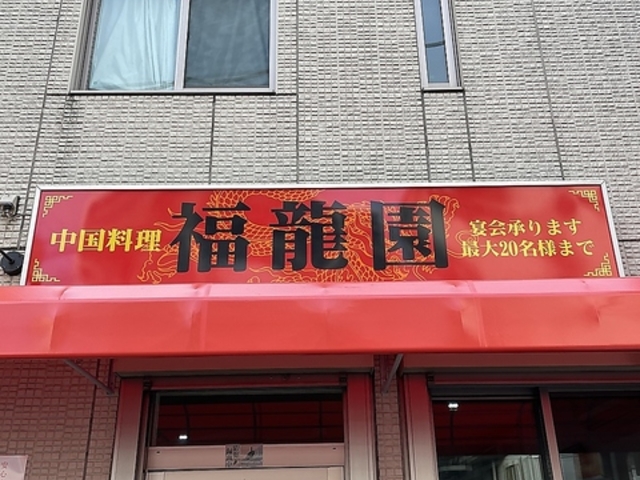 中国料理
福龍園
宴会承ります
最大20名様まで